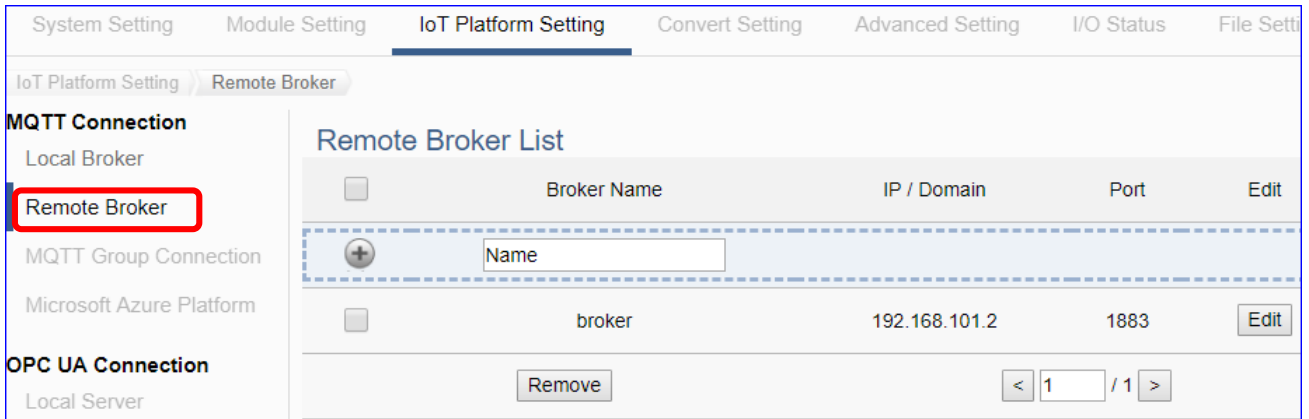 System Setting Module Setting IoT Platform Setting Convert Setting Advanced Setting I/O Status File Setti
IoT Platform Setting Remote Broker
MQTT Connection
Local Broker
Remote Broker
MQTT Group Connection
Microsoft Azure Platform
OPC UA Connection
Local Server
Remote Broker List
Broker Name IP / Domain Port Edit
Name
broker 192.168.101.2 1883 Edit
Remove < 1 / 1 >